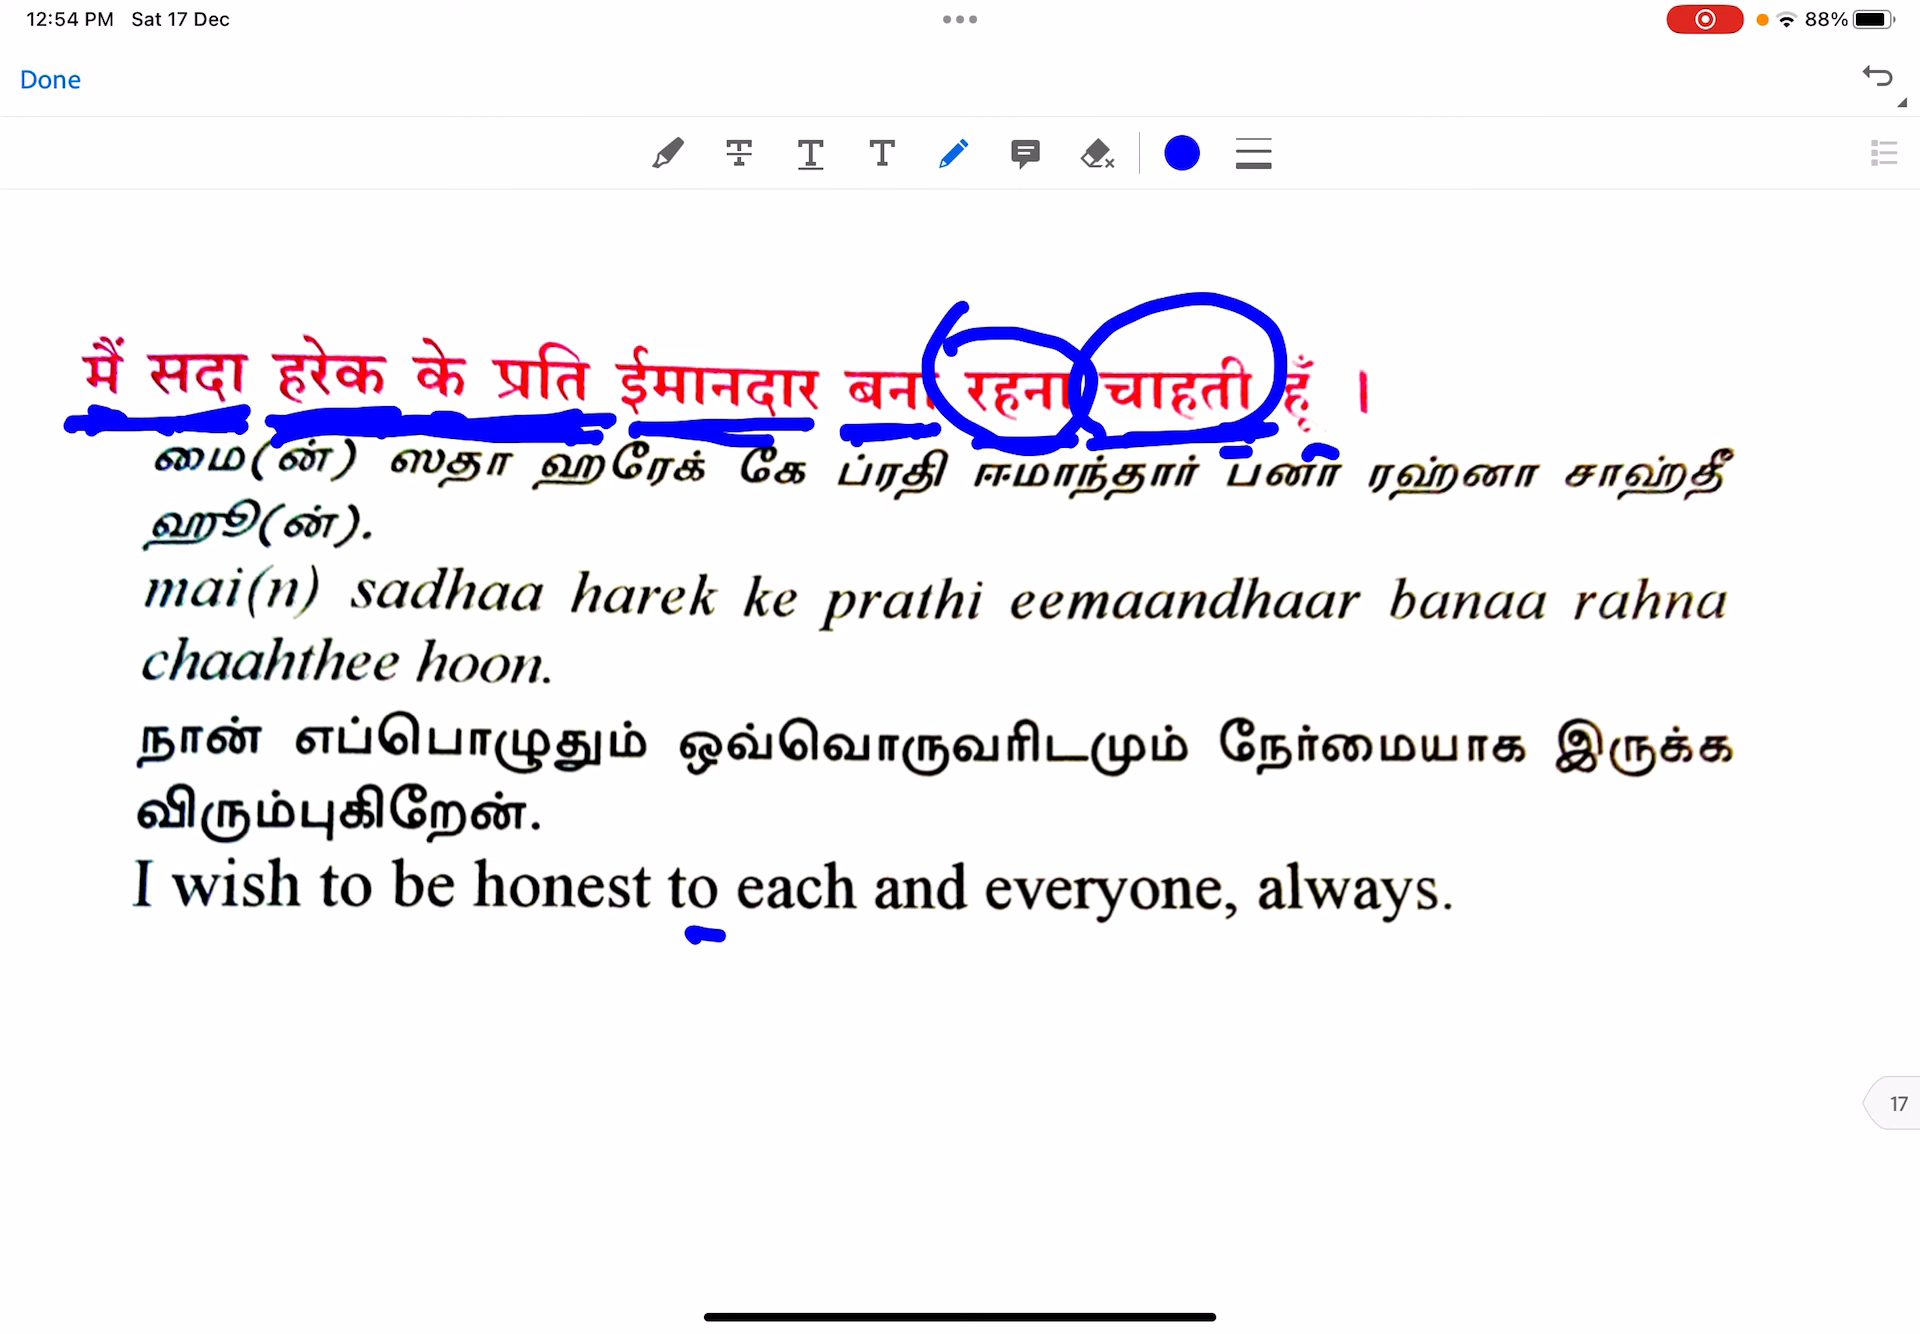 12:54 PM Sat 17 Dec 88%
Done
मैं सदा हरेक के प्रति ईमानदार बना रहना चाहती हूँ ।
மை(ன்) ஸதா ஹரேக் கே ப்ரதி ஈமாந்தார் பனா ரஹ்னா சாஹ்தீ
ஹூ(ன்).
mai(n) sadhaa harek ke prathi eemaandhaar banaa rahna
chaahthee hoon.
நான் எப்பொழுதும் ஒவ்வொருவரிடமும் நேர்மையாக இருக்க
விரும்புகிறேன்.
I wish to be honest to each and everyone, always.
17